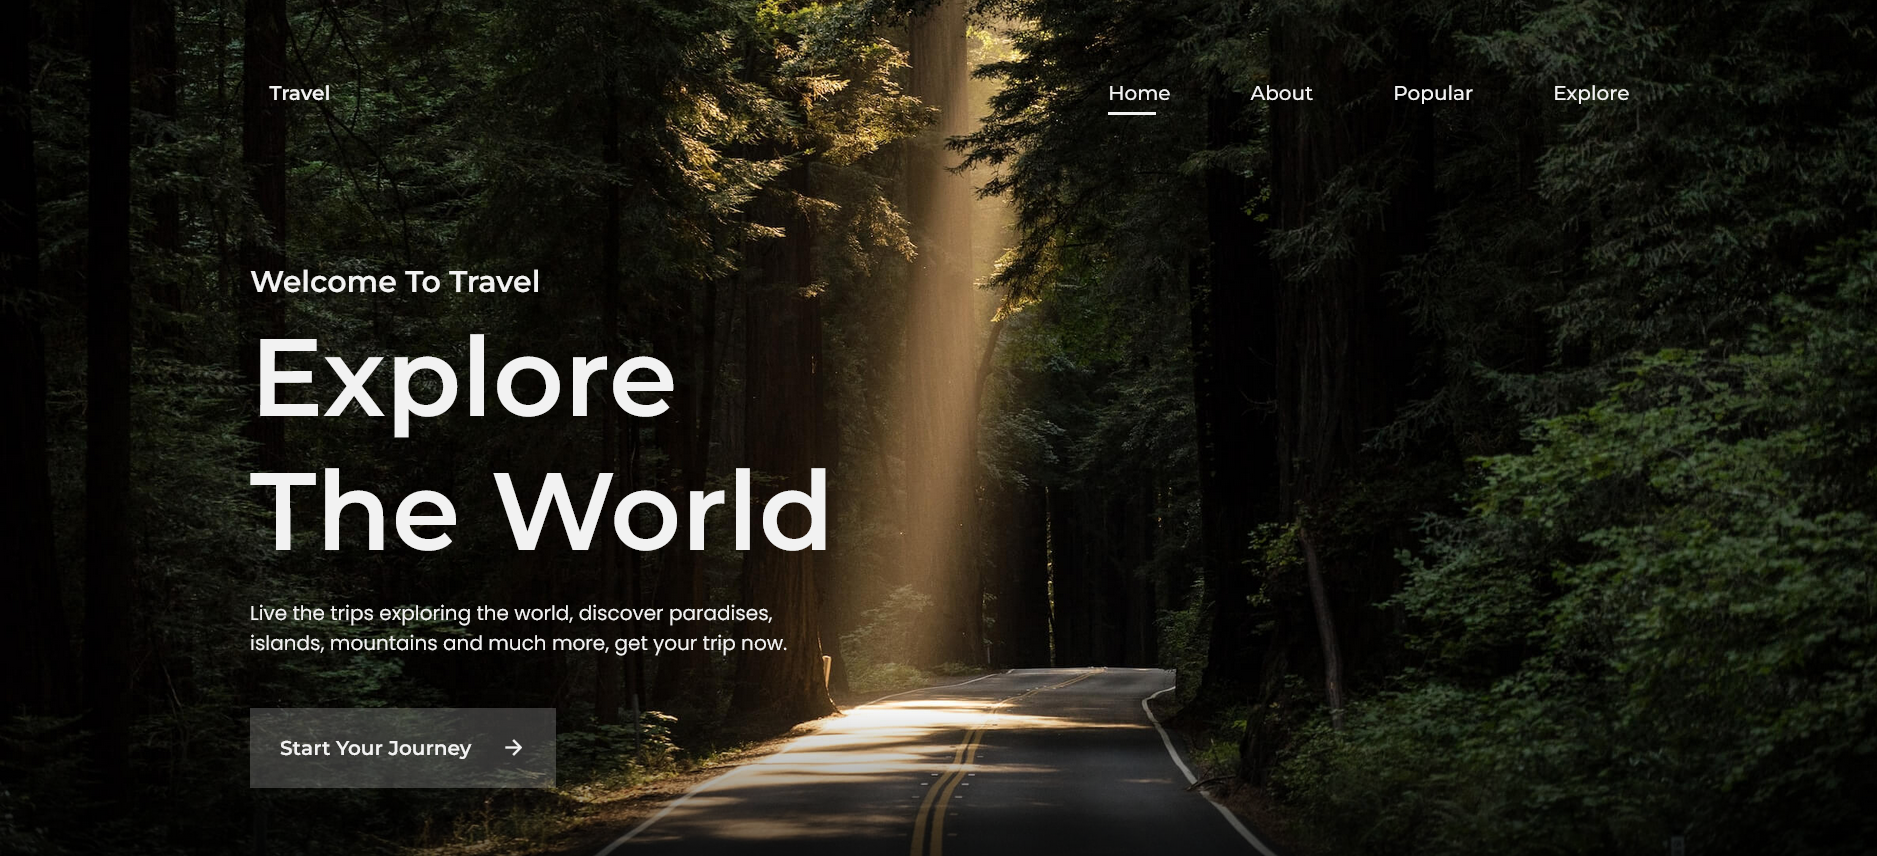 Travel
Home
About
Popular
Explore
Welcome To Travel
Explore
The World
Live the trips exploring the world, discover paradises,
islands, mountains and much more, get your trip now.
Start Your Journey →